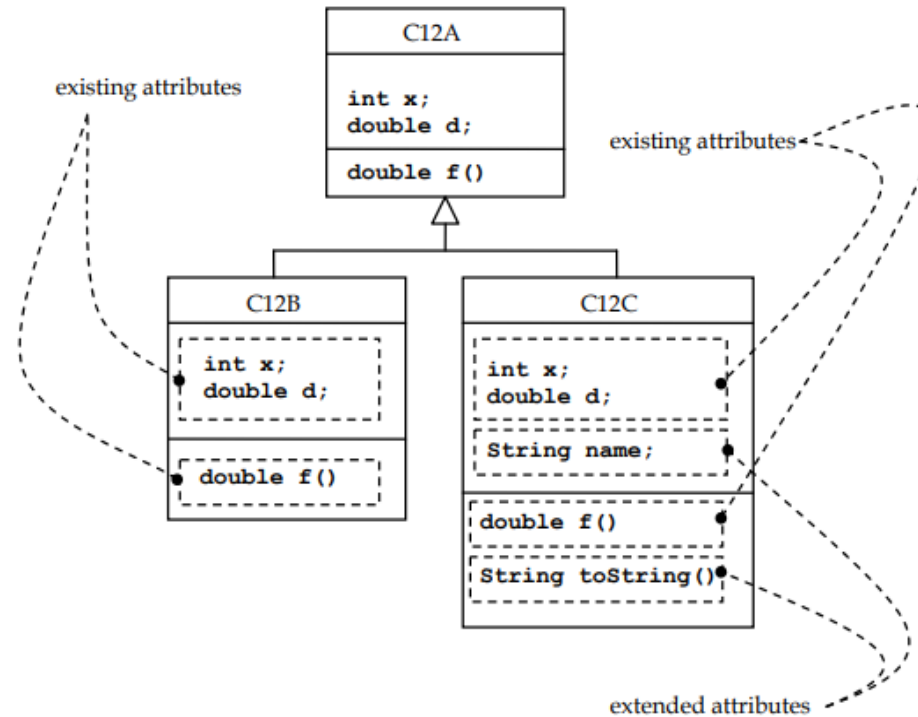 C12A
int x;
double d;
double f()
existing attributes
existing attributes
C12B
int x;
double d;
double f()
C12C
int x;
double d;
String name;
double f()
String toString()
extended attributes